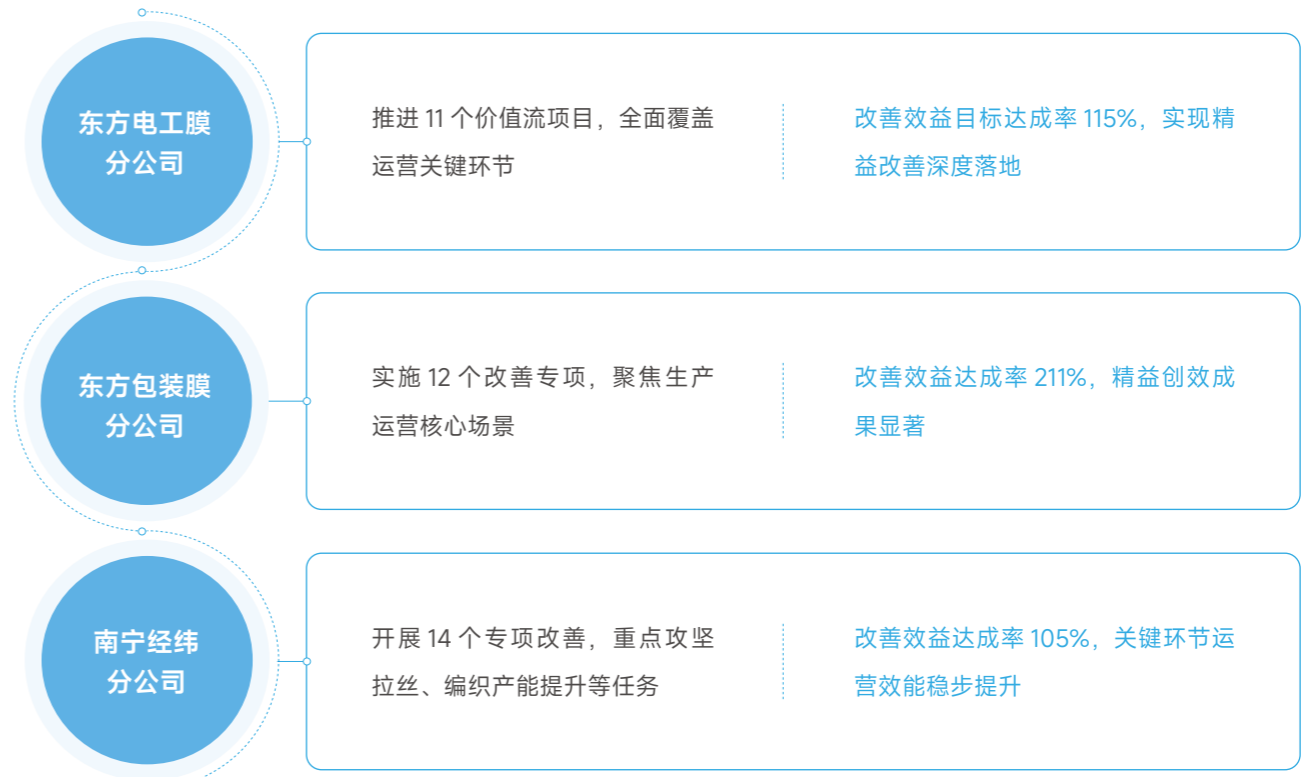 东方电工膜
分公司
推进 11 个价值流项目，全面覆盖
运营关键环节
改善效益目标达成率 115%，实现精
益改善深度落地
东方包装膜
分公司
实施 12 个改善专项，聚焦生产
运营核心场景
改善效益达成率 211%，精益创效成
果显著
南宁经纬
分公司
开展 14 个专项改善，重点攻坚
拉丝、编织产能提升等任务
改善效益达成率 105%，关键环节运
营效能稳步提升